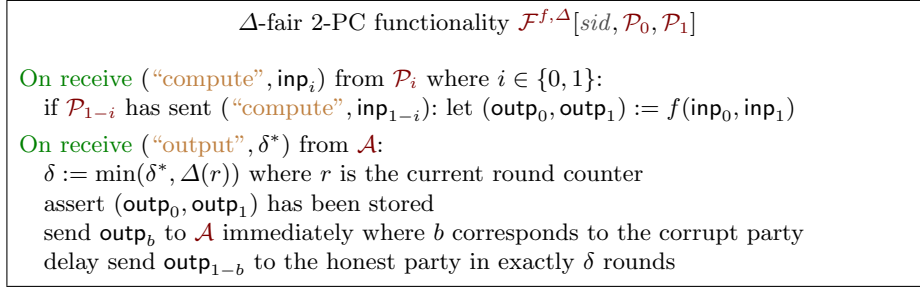 Δ-fair 2-PC functionality 𝓕^{f,Δ}[sid, 𝒫₀, 𝒫₁]
On receive (“compute”, inp_i) from 𝒫_i where i ∈ {0, 1}:
if 𝒫_{1−i} has sent (“compute”, inp_{1−i}): let (outp₀, outp₁) := f(inp₀, inp₁)
On receive (“output”, δ*) from 𝒜:
δ := min(δ*, Δ(r)) where r is the current round counter
assert (outp₀, outp₁) has been stored
send outp_b to 𝒜 immediately where b corresponds to the corrupt party
delay send outp_{1−b} to the honest party in exactly δ rounds